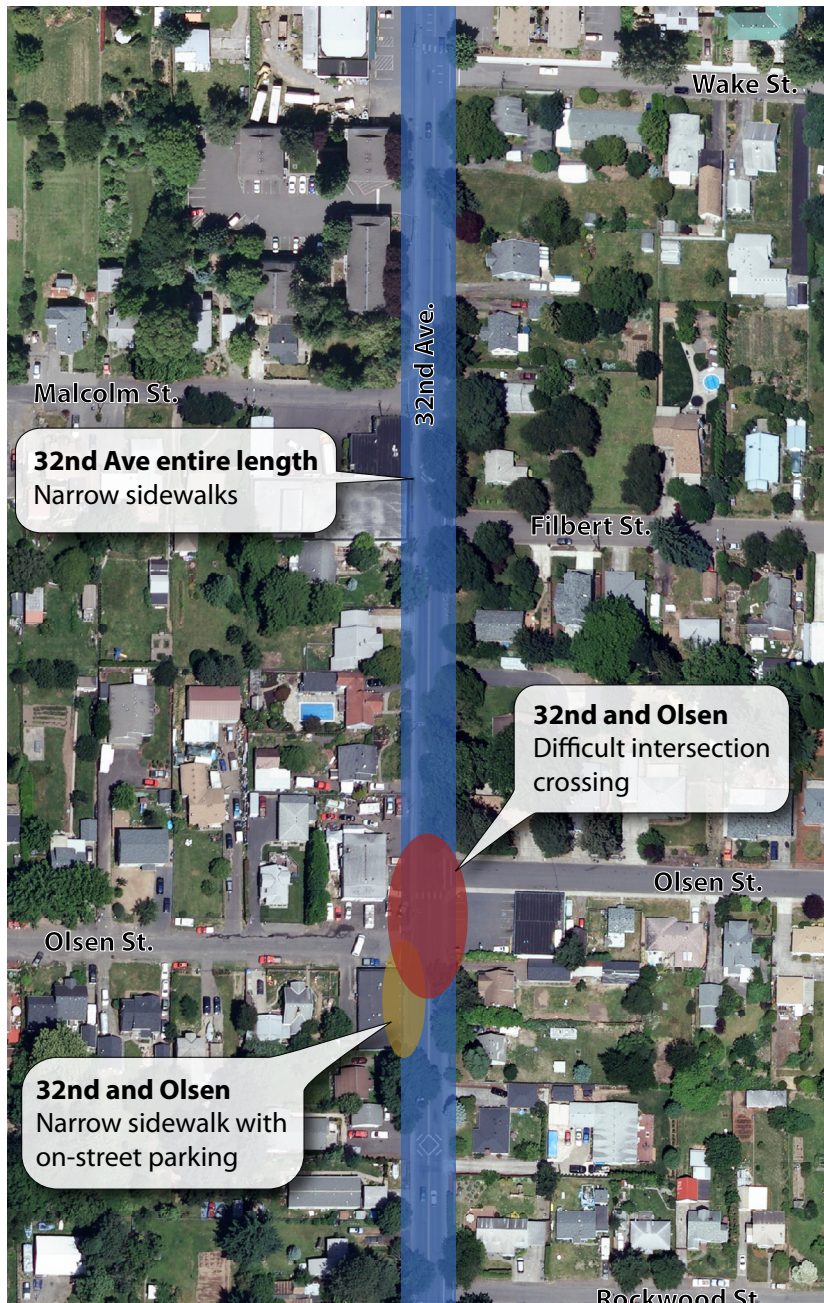 Wake St.
32nd Ave.
Malcolm St.
32nd Ave entire length
Narrow sidewalks
Filbert St.
32nd and Olsen
Difficult intersection
crossing
Olsen St.
Olsen St.
32nd and Olsen
Narrow sidewalk with
on-street parking
Rockwood St.